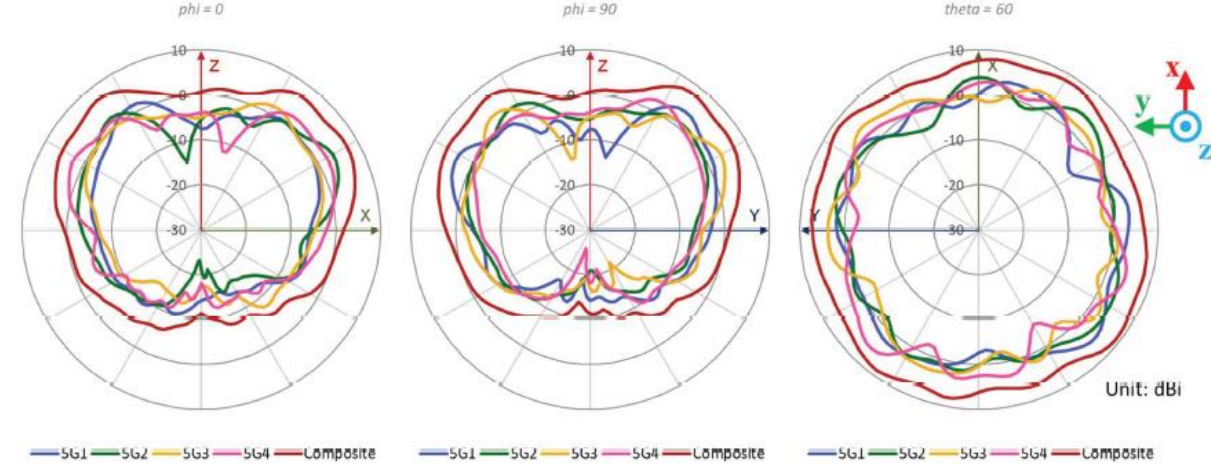 phi = 0
phi = 90
theta = 60
10
Z
0
-10
-20
-30
X
10
Z
0
-10
-20
-30
Y
10
X
0
-10
-20
-30
Y
x
y
z
Unit: dBi
5G1 5G2 5G3 5G4 Composite
5G1 5G2 5G3 5G4 Composite
5G1 5G2 5G3 5G4 Composite